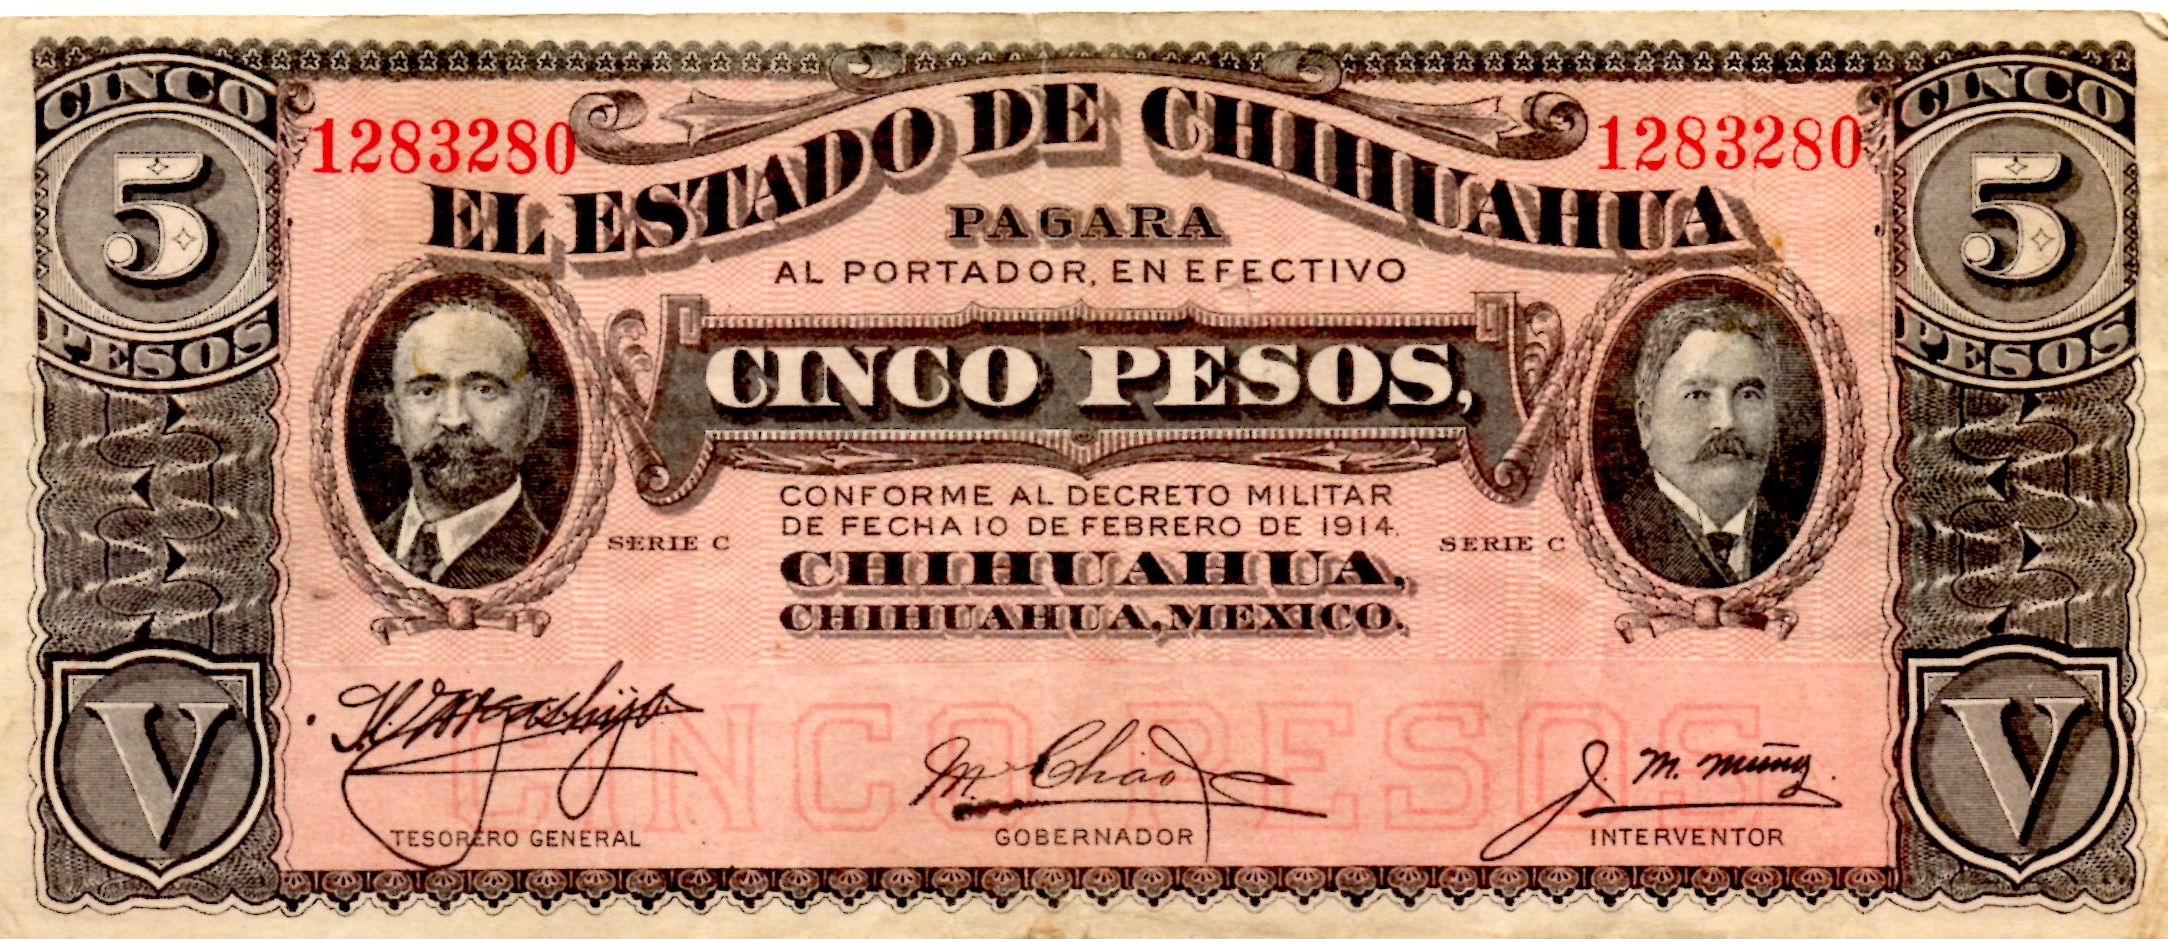 CINCO
5
PESOS
1283280
EL ESTADO DE CHIHUAHUA
1283280
CINCO
5
PESOS
PAGARA
AL PORTADOR, EN EFECTIVO
CINCO PESOS,
CONFORME AL DECRETO MILITAR
DE FECHA 10 DE FEBRERO DE 1914.
SERIE C
SERIE C
CHIHUAHUA,
CHIHUAHUA, MEXICO.
CINCO PESOS
V
V
M Chao
J. M. Muñoz.
TESORERO GENERAL
GOBERNADOR
INTERVENTOR